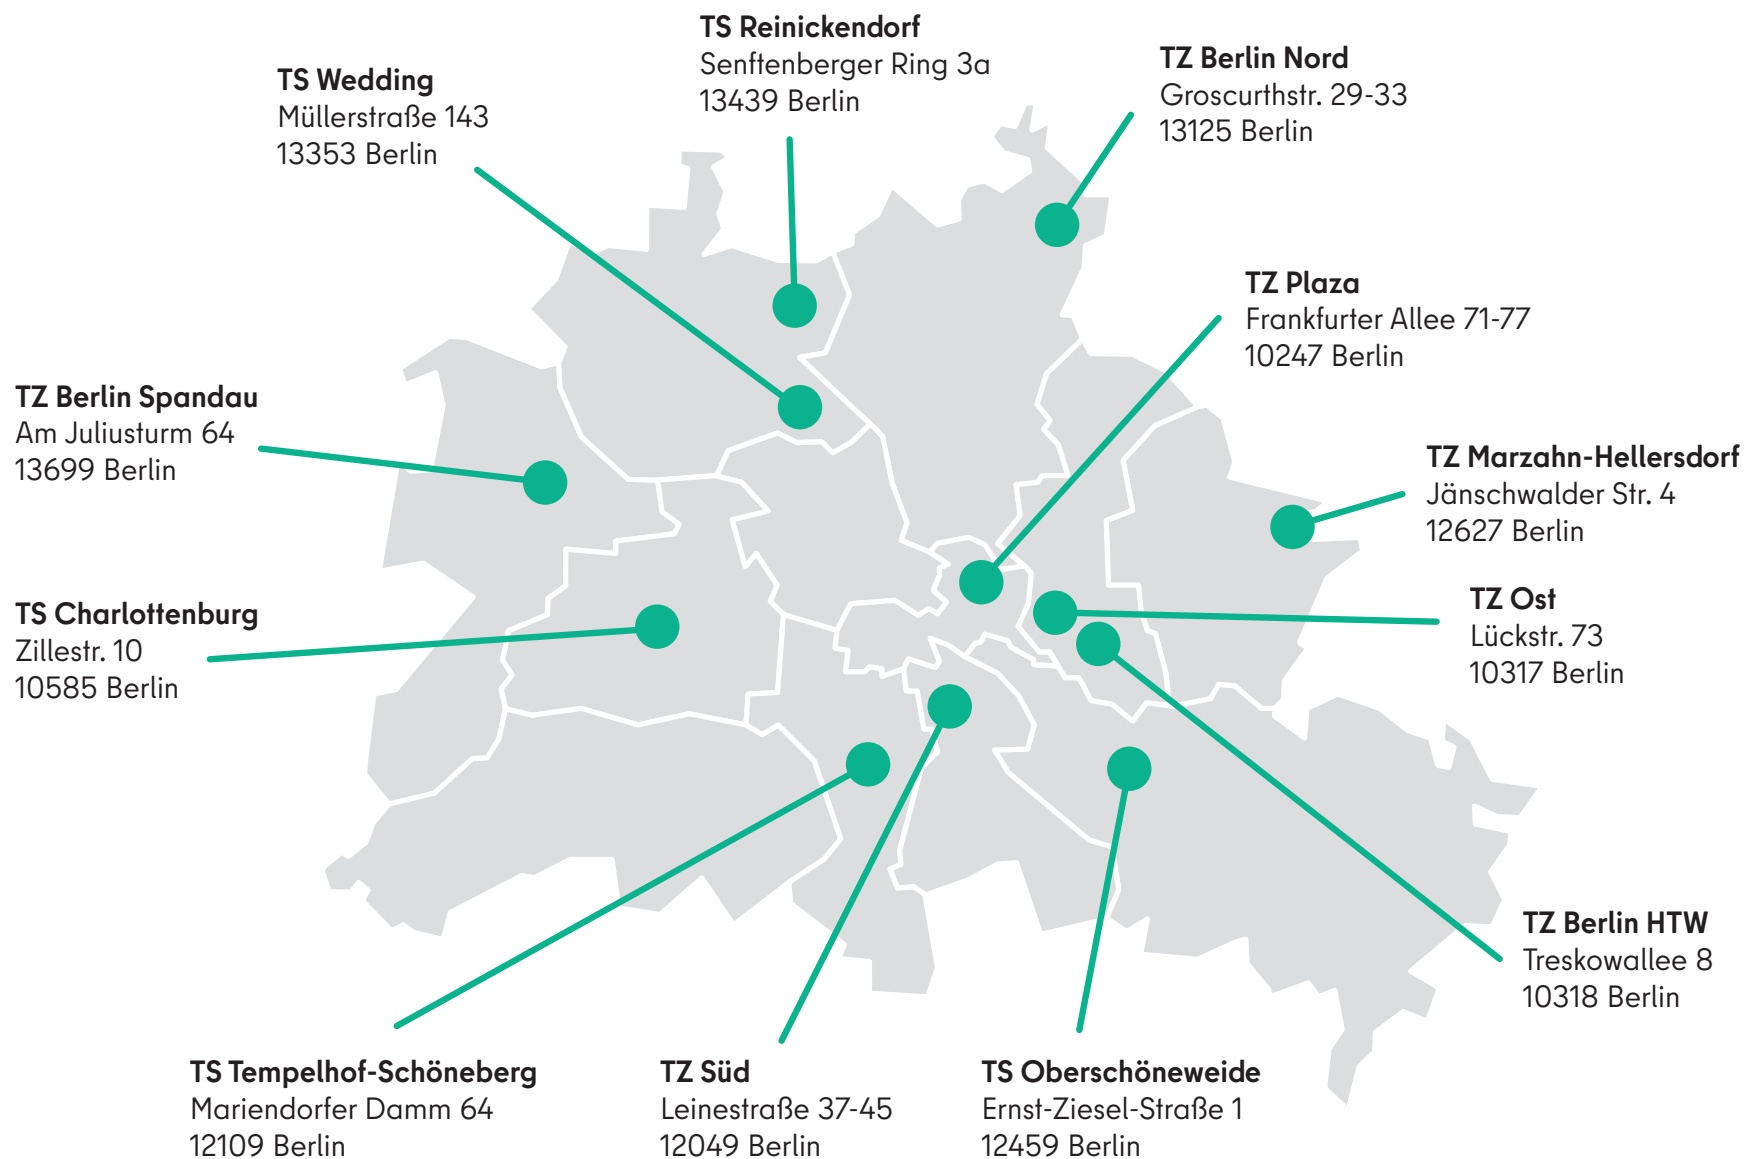 TS Reinickendorf
Senftenberger Ring 3a
13439 Berlin
TZ Berlin Nord
Groscurthstr. 29-33
13125 Berlin
TS Wedding
Müllerstraße 143
13353 Berlin
TZ Plaza
Frankfurter Allee 71-77
10247 Berlin
TZ Berlin Spandau
Am Juliusturm 64
13699 Berlin
TZ Marzahn-Hellersdorf
Jänschwalder Str. 4
12627 Berlin
TS Charlottenburg
Zillestr. 10
10585 Berlin
TZ Ost
Lückstr. 73
10317 Berlin
TZ Berlin HTW
Treskowallee 8
10318 Berlin
TS Tempelhof-Schöneberg
Mariendorfer Damm 64
12109 Berlin
TZ Süd
Leinestraße 37-45
12049 Berlin
TS Oberschöneweide
Ernst-Ziesel-Straße 1
12459 Berlin